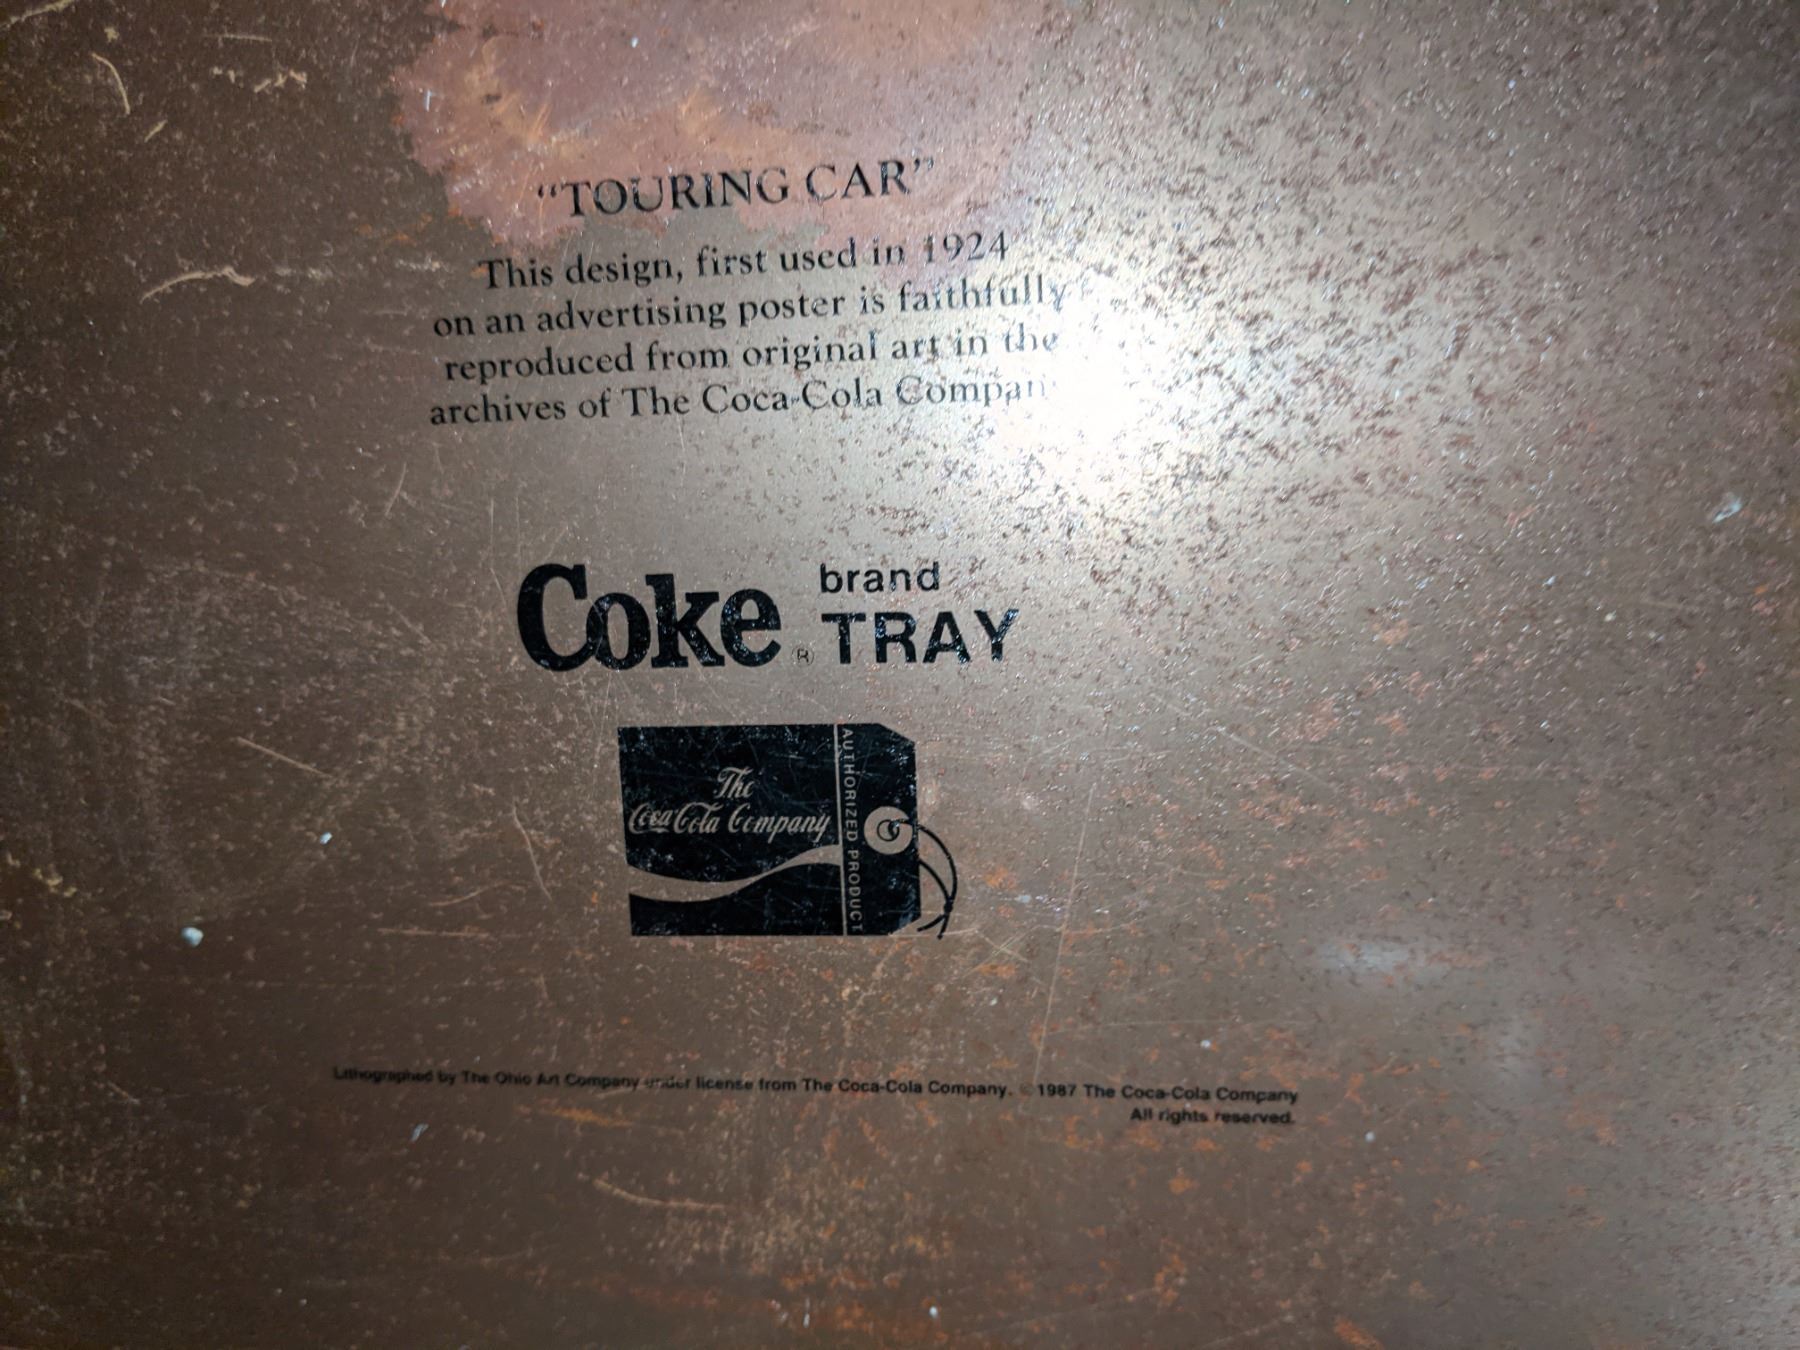 “TOURING CAR”
This design, first used in 1924
on an advertising poster is faithfully
reproduced from original art in the
archives of The Coca-Cola Compan
Coke ® brand
TRAY
The
Coca-Cola Company
AUTHORIZED PRODUCT
Lithographed by The Ohio Art Company under license from The Coca-Cola Company. © 1987 The Coca-Cola Company
All rights reserved.